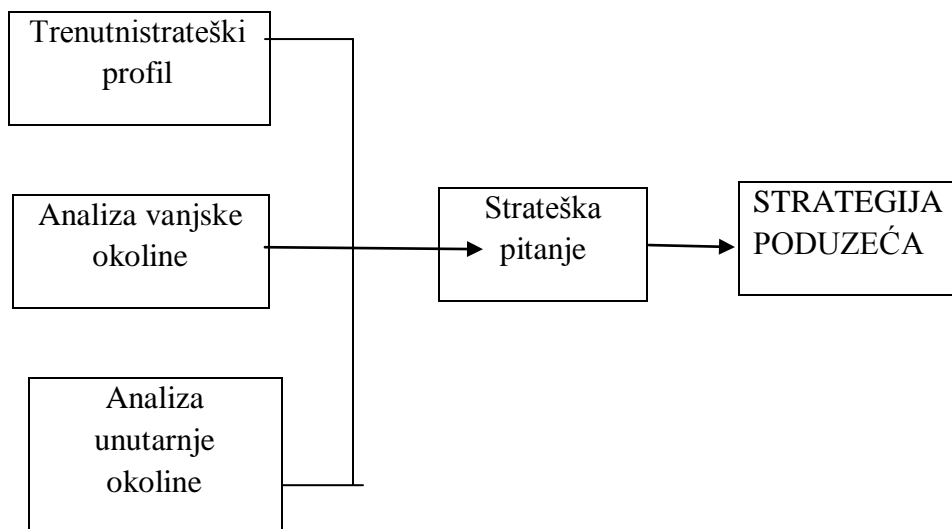 Trenutnistrateški
profil
Analiza vanjske
okoline
Analiza
unutarnje
okoline
Strateška
pitanje
STRATEGIJA
PODUZEĆA